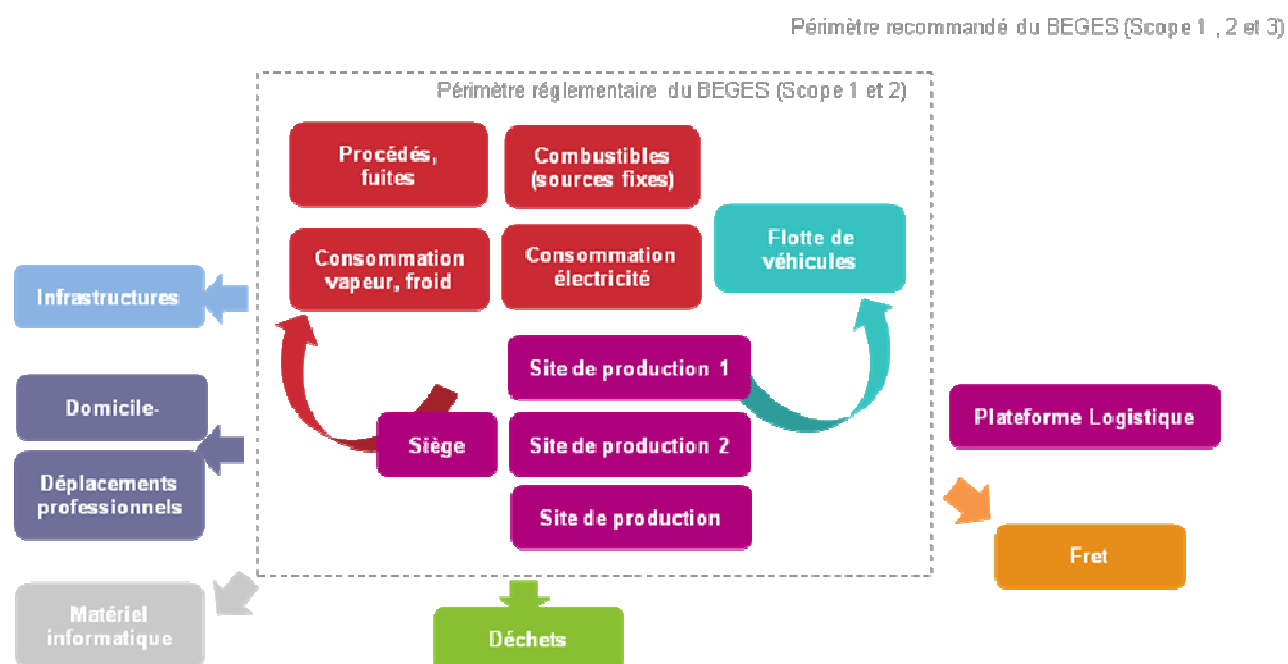 Périmètre recommandé du BEGES (Scope 1 , 2 et 3)
Périmètre réglementaire du BEGES (Scope 1 et 2)
Procédés,
fuites
Combustibles
(sources fixes)
Consommation
vapeur, froid
Consommation
électricité
Flotte de
véhicules
Infrastructures
Site de production 1
Domicile-
Plateforme Logistique
Siège
Site de production 2
Déplacements
professionnels
Site de production
Fret
Matériel
informatique
Déchets